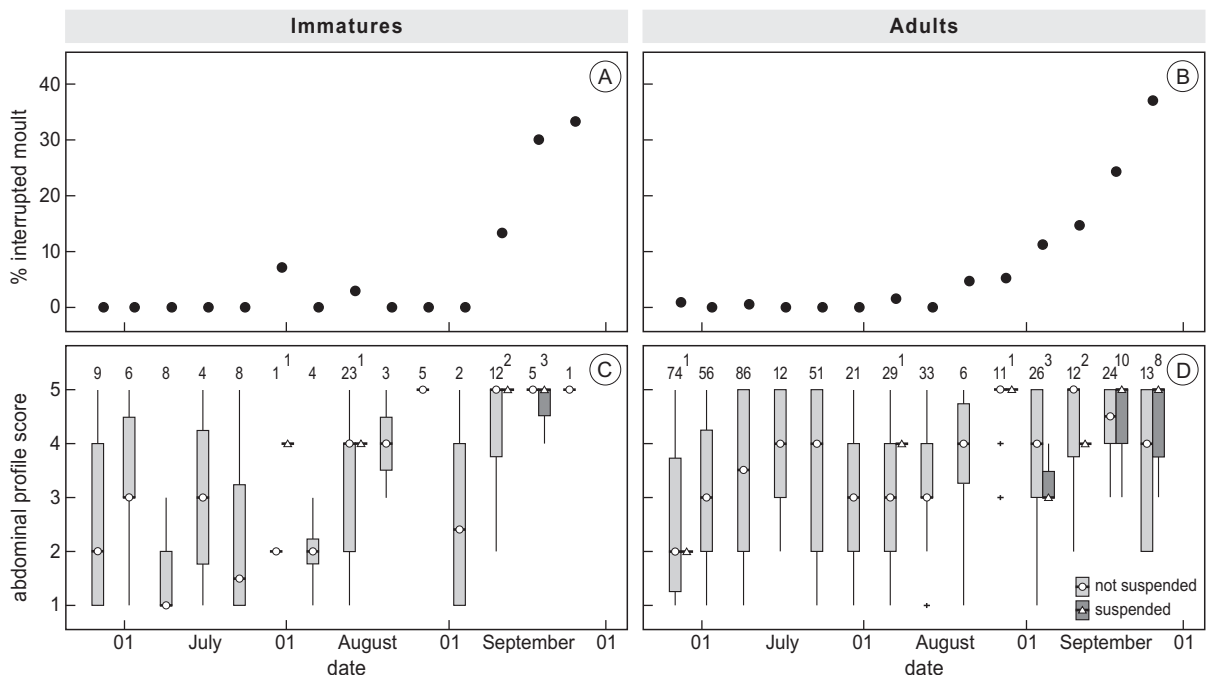 Immatures
Adults
A
B
% interrupted moult
40
30
20
10
0
C
9 6 8 4 8 1 1 4 23 1 3 5 2 12 2 5 3 1
D
74 1 56 86 12 51 21 29 1 33 6 11 1 26 3 12 2 24 10 13 8
abdominal profile score
5
4
3
2
1
not suspended
suspended
01 July 01 August 01 September 01
date
01 July 01 August 01 September 01
date